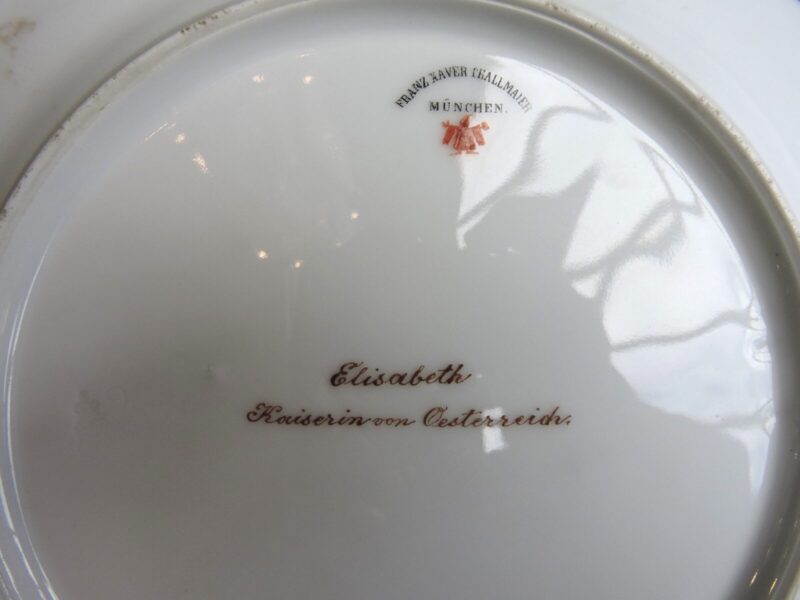 FRANZ XAVER THALLMAIER
MÜNCHEN.
Elisabeth
Kaiserin von Oesterreich.